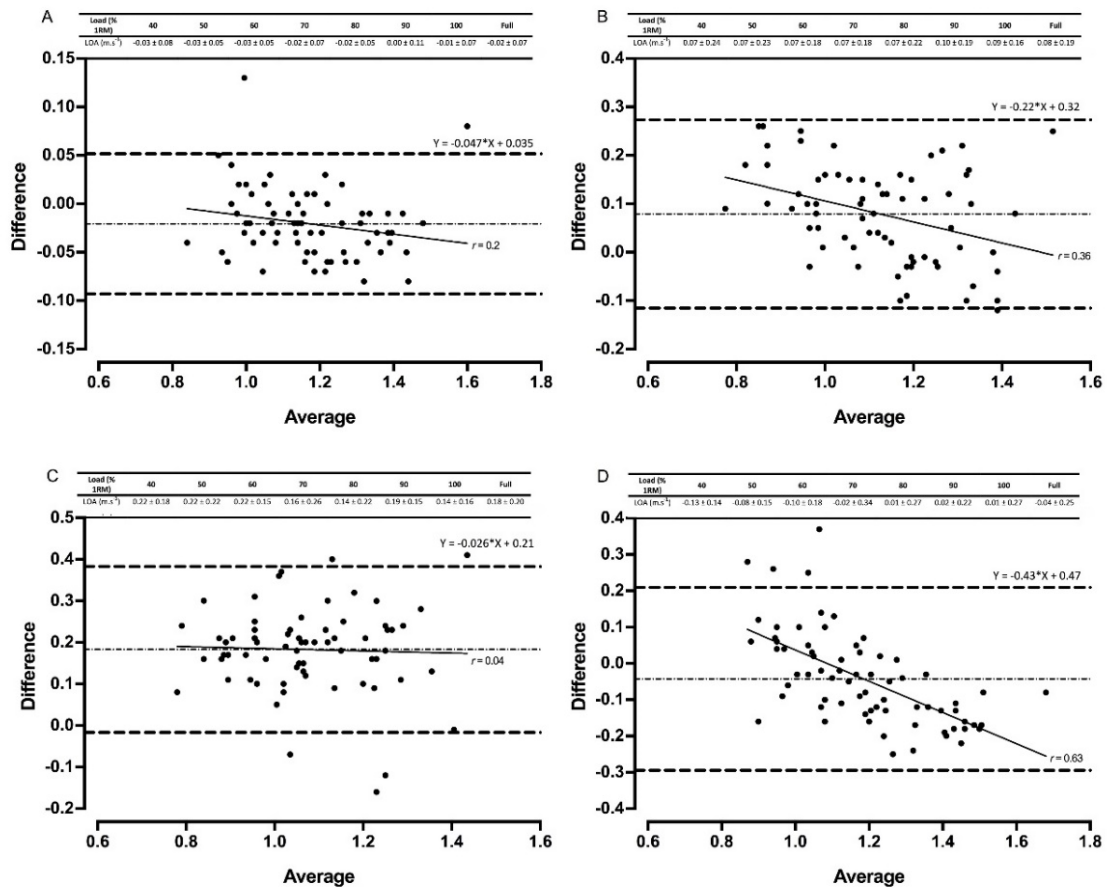 A
Load (% 1RM) 40 50 60 70 80 90 100 Full
LOA (m.s⁻¹) -0.03 ± 0.08 -0.03 ± 0.05 -0.03 ± 0.05 -0.02 ± 0.07 -0.02 ± 0.05 0.00 ± 0.11 -0.01 ± 0.07 -0.02 ± 0.07
0.15
0.10
0.05
0.00
-0.05
-0.10
-0.15
Difference
Y = -0.047*X + 0.035
r = 0.2
0.6 0.8 1.0 1.2 1.4 1.6 1.8
Average
B
Load (% 1RM) 40 50 60 70 80 90 100 Full
LOA (m.s⁻¹) 0.07 ± 0.24 0.07 ± 0.23 0.07 ± 0.18 0.07 ± 0.18 0.07 ± 0.22 0.10 ± 0.19 0.09 ± 0.16 0.08 ± 0.19
0.4
0.3
0.2
0.1
0.0
-0.1
-0.2
Difference
Y = -0.22*X + 0.32
r = 0.36
0.6 0.8 1.0 1.2 1.4 1.6
Average
C
Load (% 1RM) 40 50 60 70 80 90 100 Full
LOA (m.s⁻¹) 0.22 ± 0.18 0.22 ± 0.22 0.22 ± 0.15 0.16 ± 0.26 0.14 ± 0.22 0.19 ± 0.15 0.14 ± 0.16 0.18 ± 0.20
0.5
0.4
0.3
0.2
0.1
0.0
-0.1
-0.2
Difference
Y = -0.026*X + 0.21
r = 0.04
0.6 0.8 1.0 1.2 1.4 1.6
Average
D
Load (% 1RM) 40 50 60 70 80 90 100 Full
LOA (m.s⁻¹) -0.13 ± 0.14 -0.08 ± 0.15 -0.10 ± 0.18 -0.02 ± 0.34 0.01 ± 0.27 0.02 ± 0.22 0.01 ± 0.27 -0.04 ± 0.25
0.4
0.3
0.2
0.1
0.0
-0.1
-0.2
-0.3
-0.4
Difference
Y = -0.43*X + 0.47
r = 0.63
0.6 0.8 1.0 1.2 1.4 1.6 1.8
Average